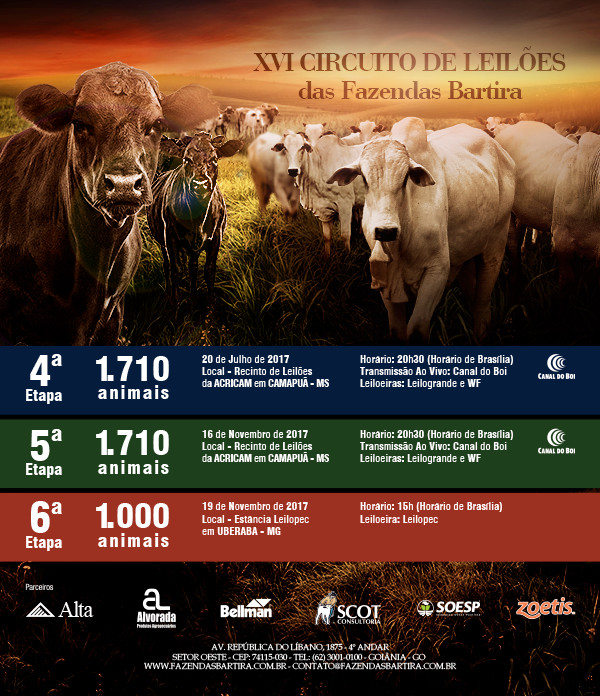 XVI CIRCUITO DE LEILÕES
das Fazendas Bartira
4ª
Etapa
1.710
animais
20 de Julho de 2017
Local - Recinto de Leilões
da ACRICAM em CAMAPUÃ - MS
Horário: 20h30 (Horário de Brasília)
Transmissão Ao Vivo: Canal do Boi
Leiloeiras: Leilogrande e WF
CANAL DO BOI
5ª
Etapa
1.710
animais
16 de Novembro de 2017
Local - Recinto de Leilões
da ACRICAM em CAMAPUÃ - MS
Horário: 20h30 (Horário de Brasília)
Transmissão Ao Vivo: Canal do Boi
Leiloeiras: Leilogrande e WF
CANAL DO BOI
6ª
Etapa
1.000
animais
19 de Novembro de 2017
Local - Estância Leilopec
em UBERABA - MG
Horário: 15h (Horário de Brasília)
Leiloeira: Leilopec
Parceiros
Alta
AL
Alvorada
Produtos Agropecuários
Bellman
SCOT
CONSULTORIA
SOESP
zoetis
AV. REPÚBLICA DO LÍBANO, 1875 - 4º ANDAR
SETOR OESTE - CEP: 74115-030 - TEL: (62) 3001-0100 - GOIÂNIA - GO
WWW.FAZENDASBARTIRA.COM.BR - CONTATO@FAZENDASBARTIRA.COM.BR